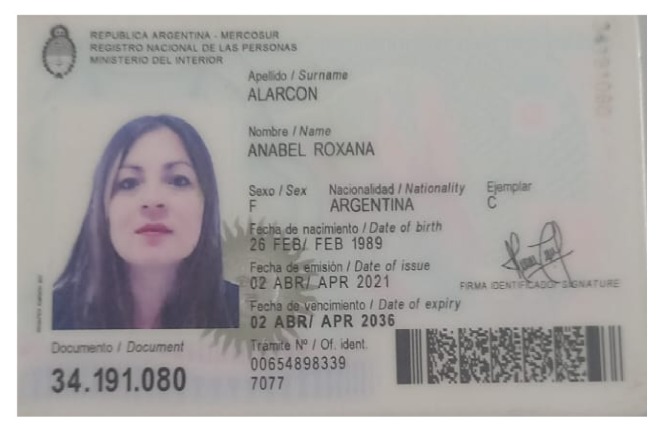 REPUBLICA ARGENTINA - MERCOSUR
REGISTRO NACIONAL DE LAS PERSONAS
MINISTERIO DEL INTERIOR
Apellido / Surname
ALARCON
Nombre / Name
ANABEL ROXANA
Sexo / Sex Nacionalidad / Nationality Ejemplar
F ARGENTINA C
Fecha de nacimiento / Date of birth
26 FEB/ FEB 1989
Fecha de emisión / Date of issue
02 ABR/ APR 2021
FIRMA IDENTIFICADO / SIGNATURE
Fecha de vencimiento / Date of expiry
02 ABR/ APR 2036
Documento / Document
34.191.080
Tramite Nº / Of. ident.
00654898339
7077